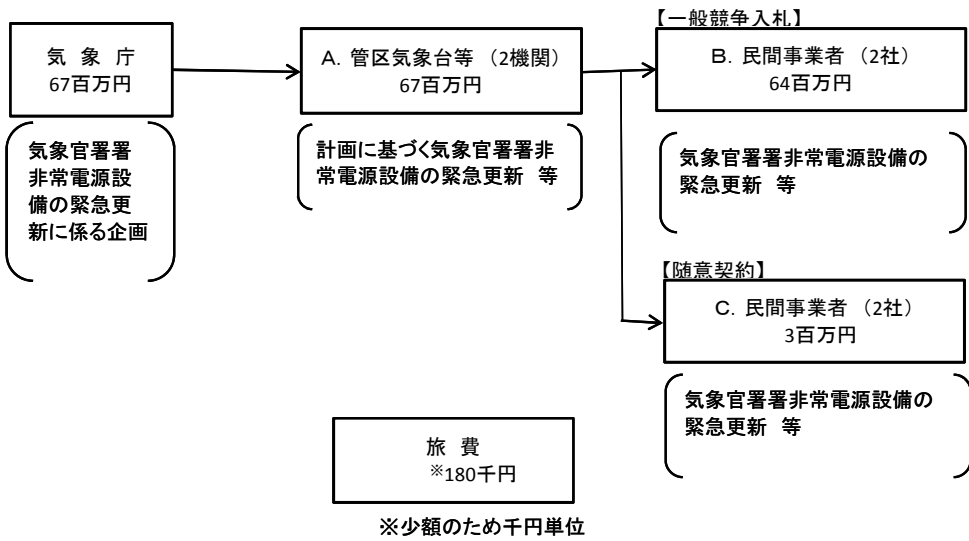 気 象 庁
67百万円
気象官署署
非常電源設
備の緊急更
新に係る企画
A. 管区気象台等 （2機関）
67百万円
計画に基づく気象官署署非
常電源設備の緊急更新 等
【一般競争入札】
B. 民間事業者 （2社）
64百万円
気象官署署非常電源設備の
緊急更新 等
【随意契約】
C. 民間事業者 （2社）
3百万円
気象官署署非常電源設備の
緊急更新 等
旅 費
※180千円
※少額のため千円単位